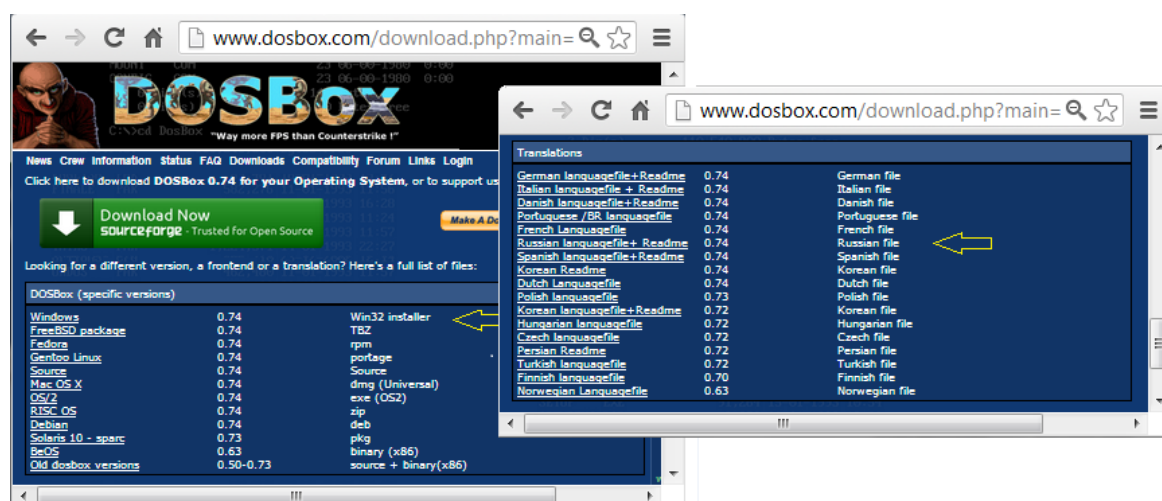 www.dosbox.com/download.php?main=
DOSBox
"Way more FPS than Counterstrike !"
News Crew Information Status FAQ Downloads Compatibility Forum Links Login
Click here to download DOSBox 0.74 for your Operating System, or to support us
Download Now
sourceforge - Trusted for Open Source
Make A Do
Looking for a different version, a frontend or a translation? Here's a full list of files:
DOSBox (specific versions)
Windows 0.74 Win32 installer
FreeBSD package 0.74 TBZ
Fedora 0.74 rpm
Gentoo Linux 0.74 portage
Source 0.74 Source
Mac OS X 0.74 dmg (Universal)
OS/2 0.74 exe (OS2)
RISC OS 0.74 zip
Debian 0.74 deb
Solaris 10 - sparc 0.73 pkg
BeOS 0.63 binary (x86)
Old dosbox versions 0.50-0.73 source + binary(x86)
www.dosbox.com/download.php?main=
Translations
German languagefile+Readme 0.74 German file
Italian languagefile + Readme 0.74 Italian file
Danish languagefile+Readme 0.74 Danish file
Portuguese /BR languagefile 0.74 Portuguese file
French Languagefile 0.74 French file
Russian languagefile+ Readme 0.74 Russian file
Spanish languagefile+Readme 0.74 Spanish file
Korean Readme 0.74 Korean file
Dutch Languagefile 0.74 Dutch file
Polish languagefile 0.73 Polish file
Korean languagefile+Readme 0.72 Korean file
Hungarian languagefile 0.72 Hungarian file
Czech languagefile 0.72 Czech file
Persian Readme 0.72 Persian file
Turkish languagefile 0.72 Turkish file
Finnish languagefile 0.70 Finnish file
Norwegian Languagefile 0.63 Norwegian file